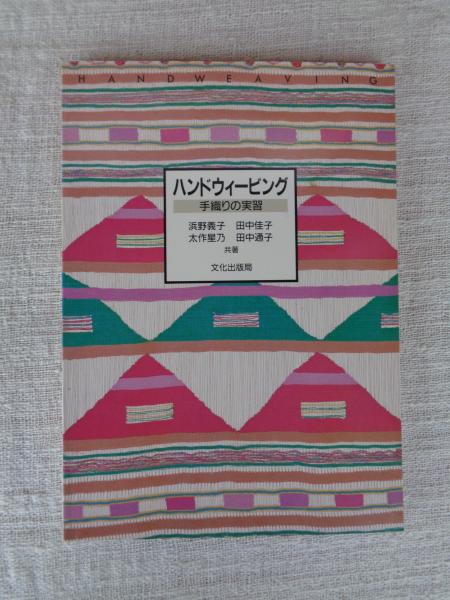 HANDWEAVING
ハンドウィービング
手織りの実習
浜野義子 田中佳子
太作星乃 田中通子
共著
文化出版局